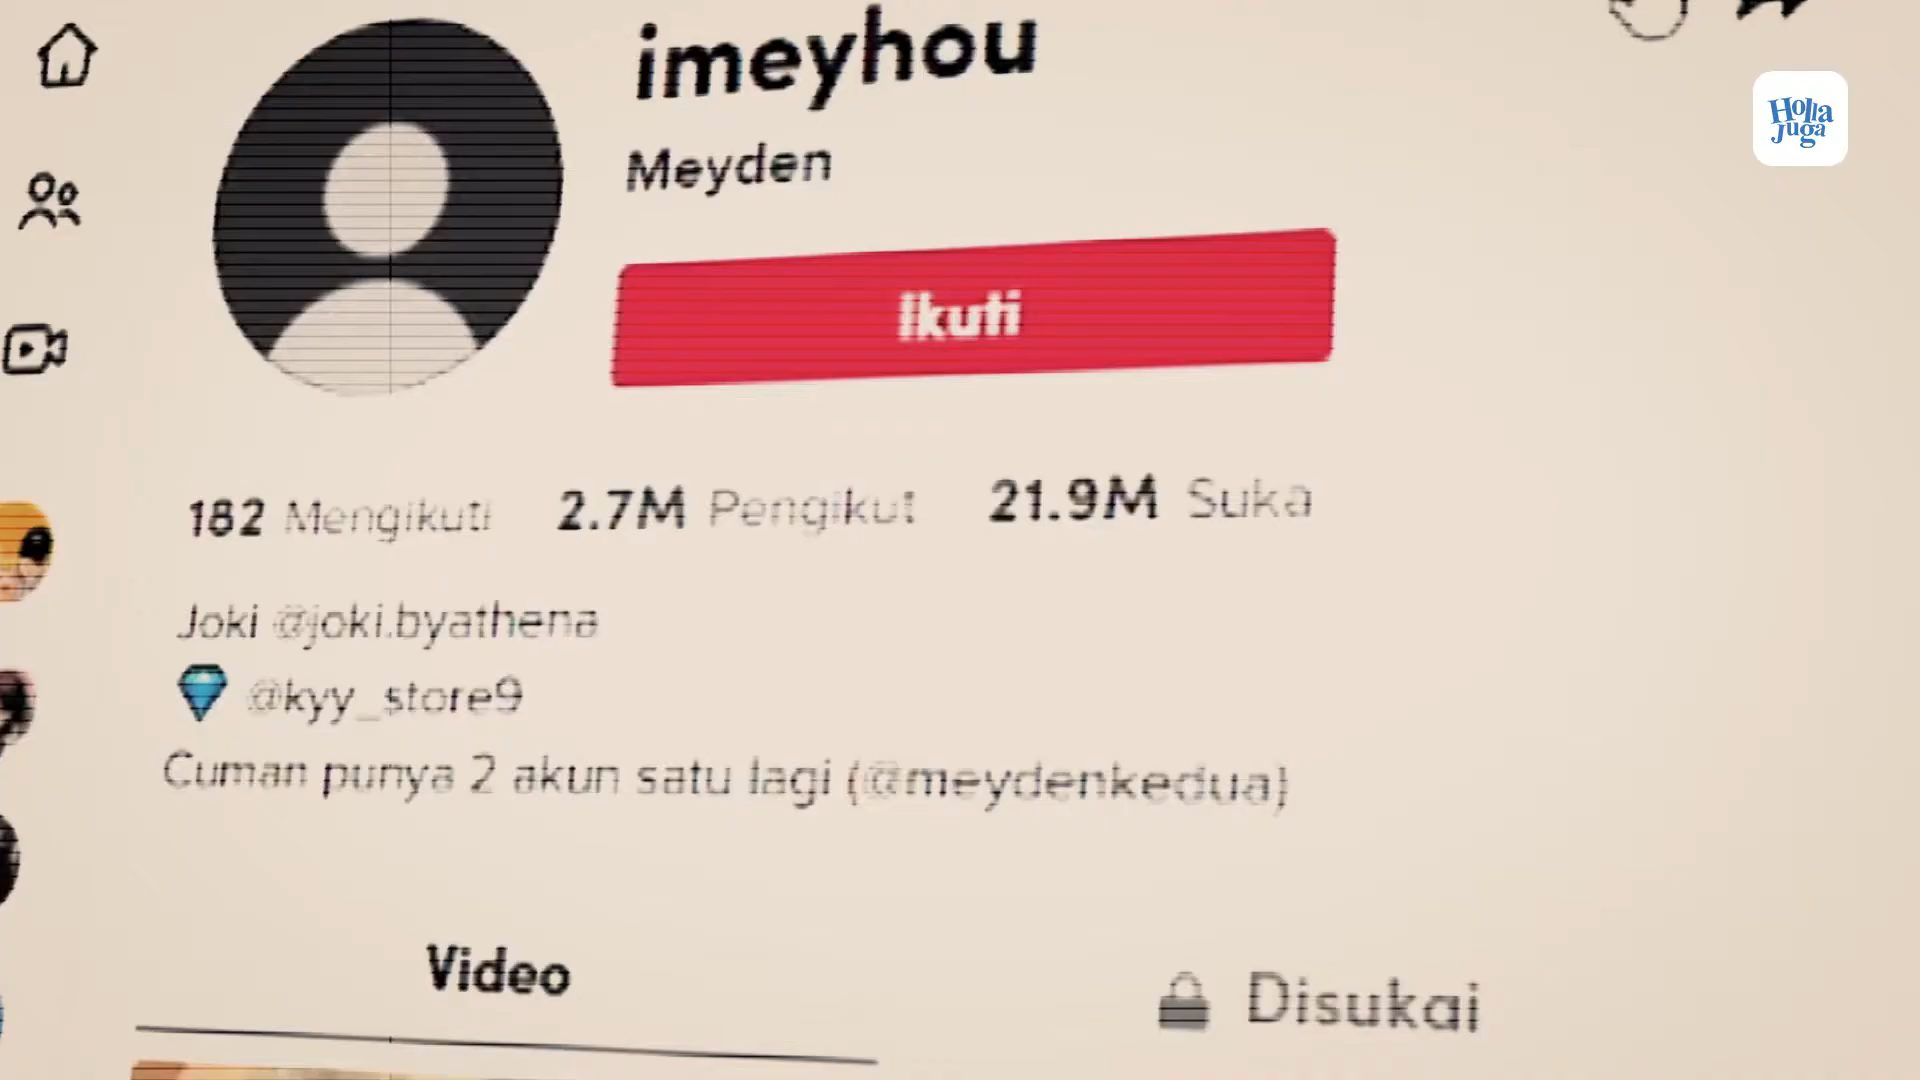 imeyhou
Holla
Juga
Meyden
Ikuti
182 Mengikuti 2.7M Pengikut 21.9M Suka
Joki @joki.byathena
@kyy_store9
Cuman punya 2 akun satu lagi (@meydenkedua)
Video Disukai